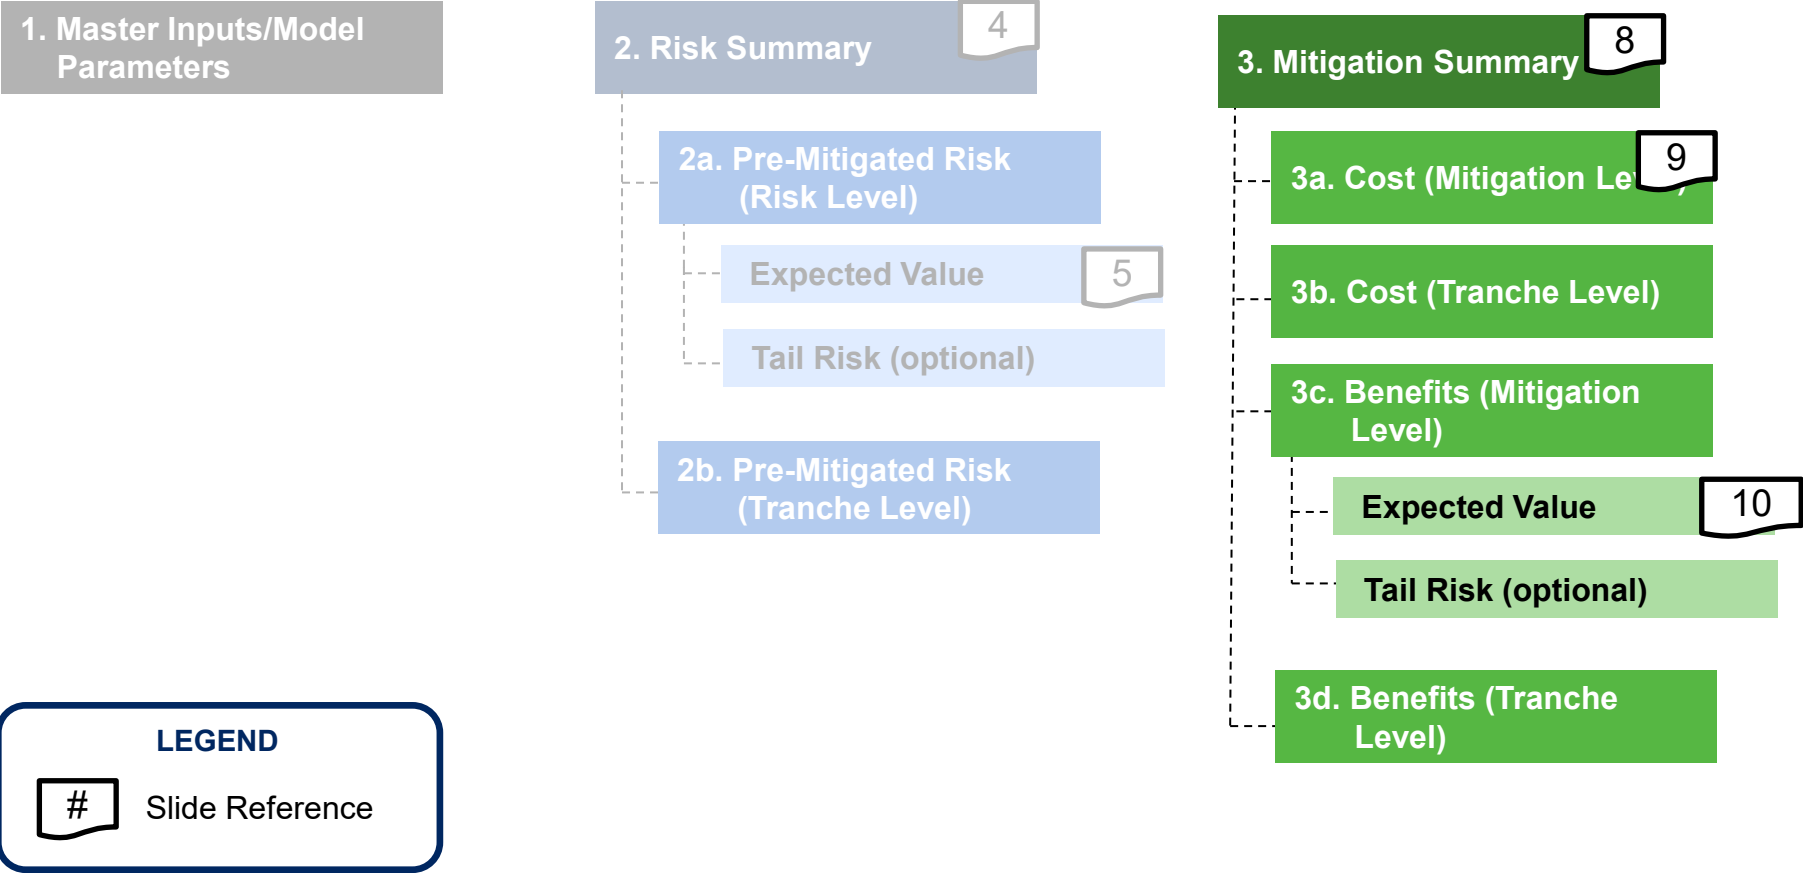 1. Master Inputs/Model
Parameters
2. Risk Summary
4
2a. Pre-Mitigated Risk
(Risk Level)
Expected Value
5
Tail Risk (optional)
2b. Pre-Mitigated Risk
(Tranche Level)
3. Mitigation Summary
8
3a. Cost (Mitigation Le
9
3b. Cost (Tranche Level)
3c. Benefits (Mitigation
Level)
Expected Value
10
Tail Risk (optional)
3d. Benefits (Tranche
Level)
LEGEND
# Slide Reference